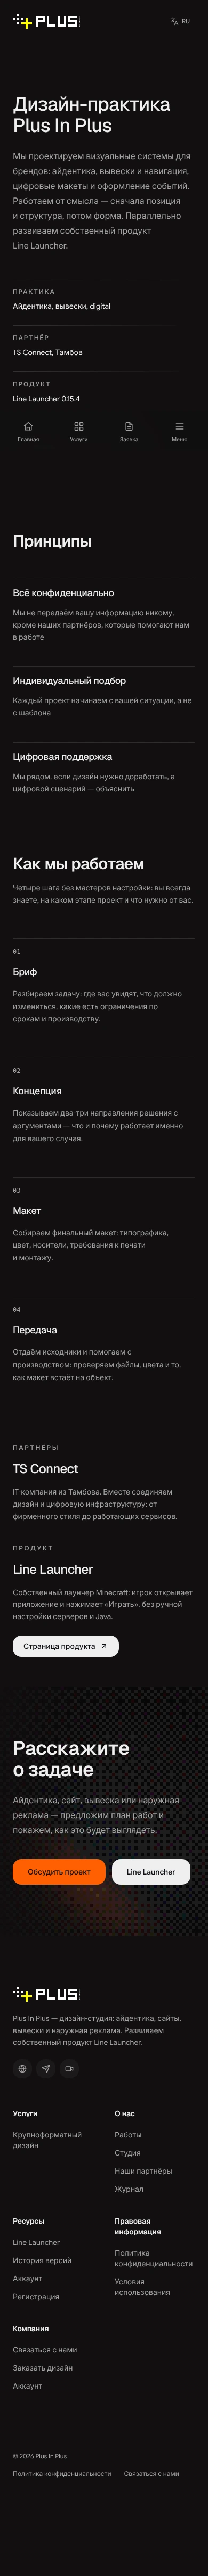 PLUS
RU
Дизайн-практика
Plus In Plus
Мы проектируем визуальные системы для
брендов: айдентика, вывески и навигация,
цифровые макеты и оформление событий.
Работаем от смысла — сначала позиция
и структура, потом форма. Параллельно
развиваем собственный продукт
Line Launcher.
ПРАКТИКА
Айдентика, вывески, digital
ПАРТНЁР
TS Connect, Тамбов
ПРОДУКТ
Line Launcher 0.15.4
Главная
Услуги
Заявка
Меню
Принципы
Всё конфиденциально
Мы не передаём вашу информацию никому,
кроме наших партнёров, которые помогают нам
в работе
Индивидуальный подбор
Каждый проект начинаем с вашей ситуации, а не
с шаблона
Цифровая поддержка
Мы рядом, если дизайн нужно доработать, а
цифровой сценарий — объяснить
Как мы работаем
Четыре шага без мастеров настройки: вы всегда
знаете, на каком этапе проект и что нужно от вас.
01
Бриф
Разбираем задачу: где вас увидят, что должно
измениться, какие есть ограничения по
срокам и производству.
02
Концепция
Показываем два-три направления решения с
аргументами — что и почему работает именно
для вашего случая.
03
Макет
Собираем финальный макет: типографика,
цвет, носители, требования к печати
и монтажу.
04
Передача
Отдаём исходники и помогаем с
производством: проверяем файлы, цвета и то,
как макет встаёт на объект.
ПАРТНЁРЫ
TS Connect
IT-компания из Тамбова. Вместе соединяем
дизайн и цифровую инфраструктуру: от
фирменного стиля до работающих сервисов.
ПРОДУКТ
Line Launcher
Собственный лаунчер Minecraft: игрок открывает
приложение и нажимает «Играть», без ручной
настройки серверов и Java.
Страница продукта
Расскажите
о задаче
Айдентика, сайт, вывеска или наружная
реклама — предложим план работ и
покажем, как это будет выглядеть.
Обсудить проект
Line Launcher
PLUS
Plus In Plus — дизайн-студия: айдентика, сайты,
вывески и наружная реклама. Развиваем
собственный продукт Line Launcher.
Услуги
Крупноформатный
дизайн
О нас
Работы
Студия
Наши партнёры
Журнал
Ресурсы
Line Launcher
История версий
Аккаунт
Регистрация
Правовая
информация
Политика
конфиденциальности
Условия
использования
Компания
Связаться с нами
Заказать дизайн
Аккаунт
© 2026 Plus In Plus
Политика конфиденциальности
Связаться с нами